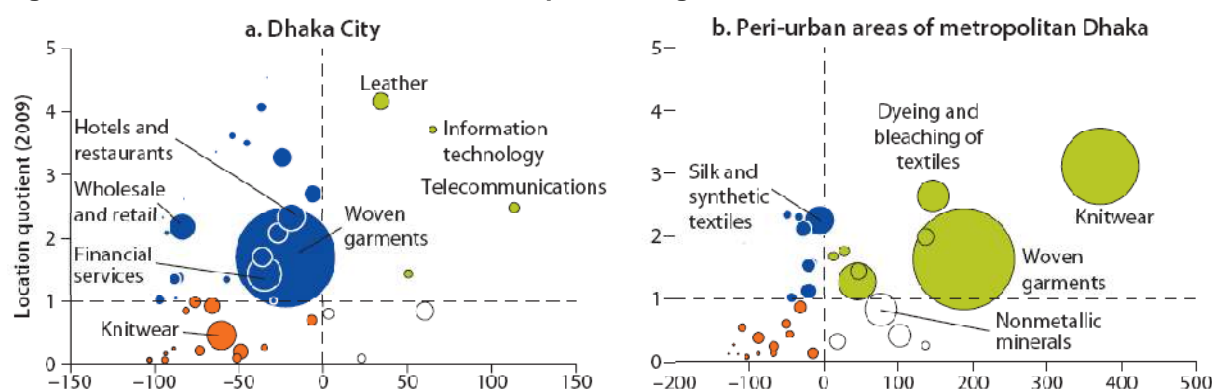 a. Dhaka City
5
4
3
2
1
0
Location quotient (2009)
Leather
Hotels and
restaurants
Information
technology
Wholesale
and retail
Telecommunications
Woven
garments
Financial
services
Knitwear
−150
−100
−50
0
50
100
150
b. Peri-urban areas of metropolitan Dhaka
5
4
3
2
1
0
Dyeing and
bleaching of
textiles
Silk and
synthetic
textiles
Knitwear
Woven
garments
Nonmetallic
minerals
−200
−100
0
100
200
300
400
500